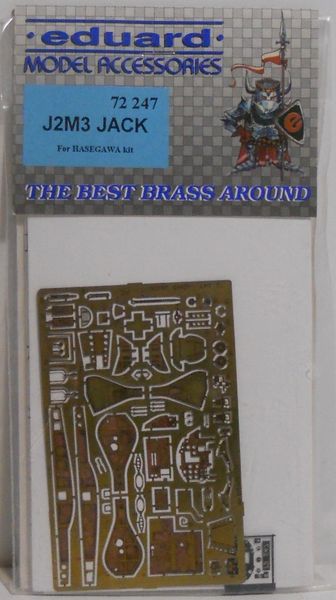 ·eduard·
MODEL ACCESSORIES
72 247
J2M3 JACK
For HASEGAWA kit
e
THE BEST BRASS AROUND